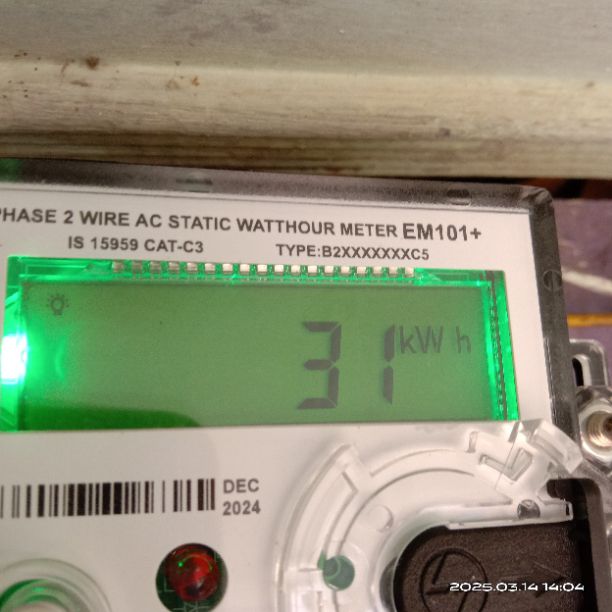 PHASE 2 WIRE AC STATIC WATTHOUR METER EM101+
IS 15959 CAT-C3 TYPE:B2XXXXXXXC5
31 kW h
DEC
2024
2025.03.14 14:04